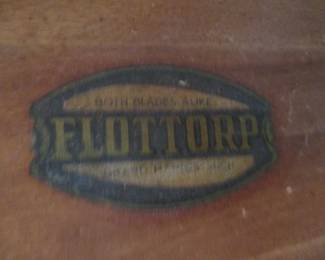 BOTH BLADES ALIKE
FLOTTORP
GRAND RAPIDS MICH